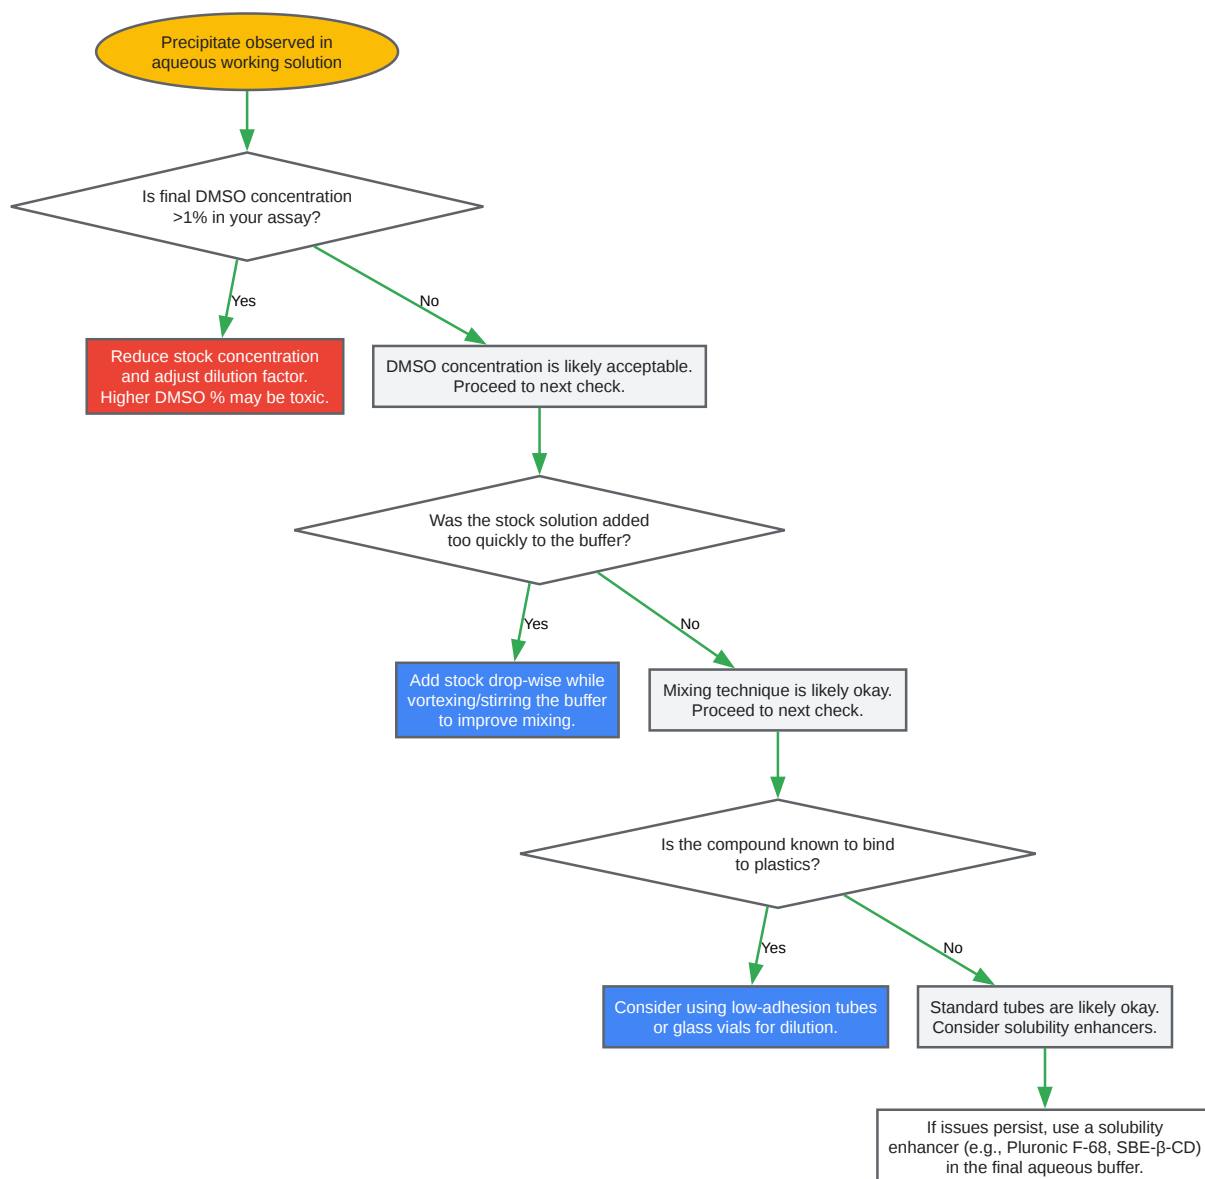 Precipitate observed in
aqueous working solution
Is final DMSO concentration
>1% in your assay?
Yes
No
Reduce stock concentration
and adjust dilution factor.
Higher DMSO % may be toxic.
DMSO concentration is likely acceptable.
Proceed to next check.
Was the stock solution added
too quickly to the buffer?
Yes
No
Add stock drop-wise while
vortexing/stirring the buffer
to improve mixing.
Mixing technique is likely okay.
Proceed to next check.
Is the compound known to bind
to plastics?
Yes
No
Consider using low-adhesion tubes
or glass vials for dilution.
Standard tubes are likely okay.
Consider solubility enhancers.
If issues persist, use a solubility
enhancer (e.g., Pluronic F-68, SBE-β-CD)
in the final aqueous buffer.